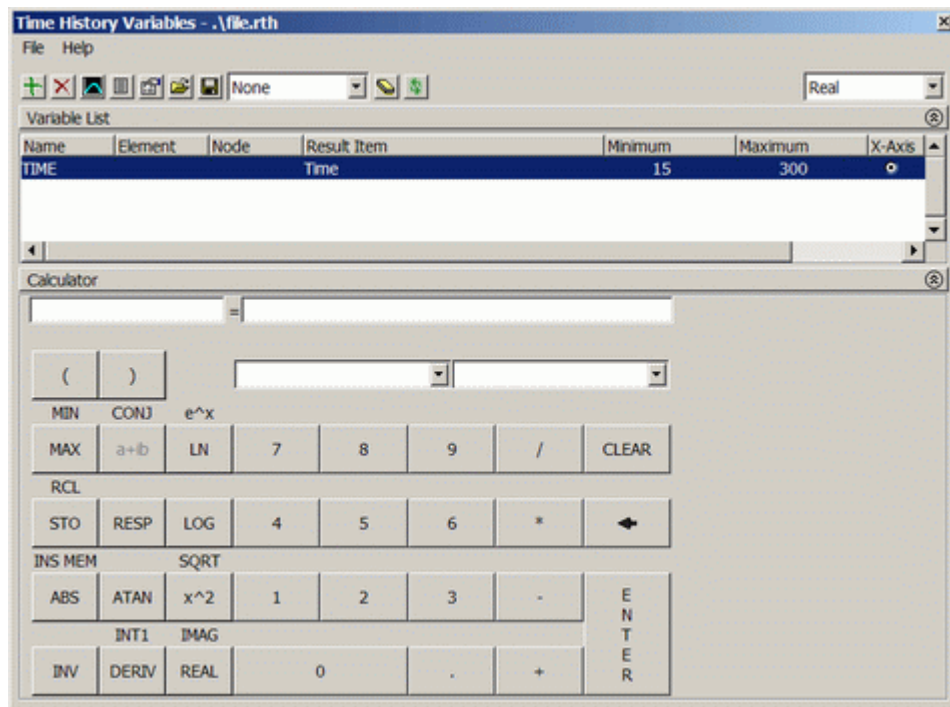 Time History Variables - .\file.rth
File Help
None Real
Variable List
Name Element Node Result Item Minimum Maximum X-Axis
TIME Time 15 300
Calculator
=
( )
MIN CONJ e^x
MAX a+ib LN 7 8 9 / CLEAR
RCL
STO RESP LOG 4 5 6 *
INS MEM SQRT
ABS ATAN x^2 1 2 3 - ENTER
INT1 IMAG
INV DERIV REAL 0 . +